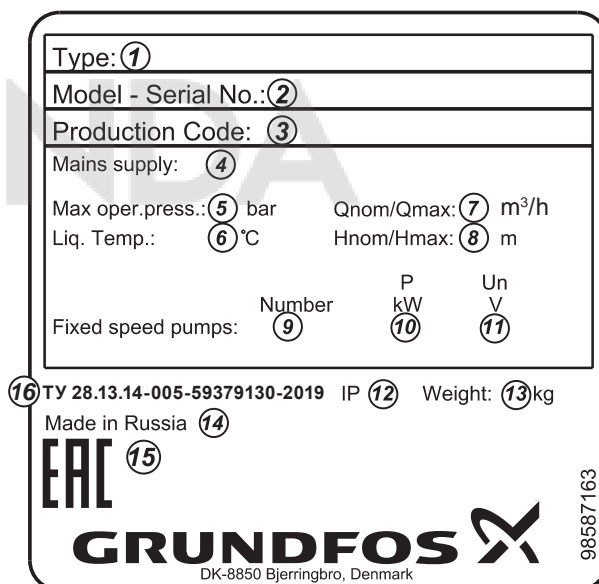 Type: 1
Model - Serial No.: 2
Production Code: 3
Mains supply: 4
Max oper.press.: 5 bar Qnom/Qmax: 7 m³/h
Liq. Temp.: 6 °C Hnom/Hmax: 8 m
P Un
Number kW V
Fixed speed pumps: 9 10 11
16 ТУ 28.13.14-005-59379130-2019 IP 12 Weight: 13 kg
Made in Russia 14
EAC 15
98587163
GRUNDFOS
DK-8850 Bjerringbro, Denmark